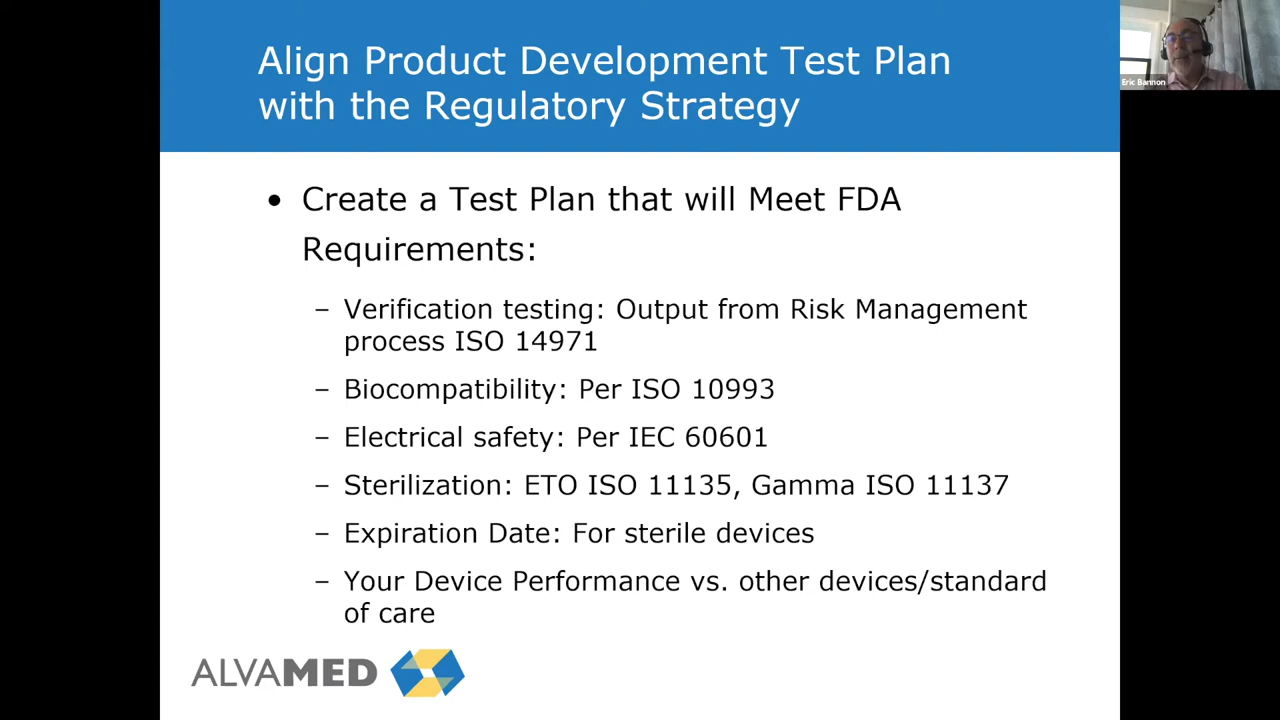 Align Product Development Test Plan
with the Regulatory Strategy
Eric Bannon
• Create a Test Plan that will Meet FDA
Requirements:
– Verification testing: Output from Risk Management
process ISO 14971
– Biocompatibility: Per ISO 10993
– Electrical safety: Per IEC 60601
– Sterilization: ETO ISO 11135, Gamma ISO 11137
– Expiration Date: For sterile devices
– Your Device Performance vs. other devices/standard
of care
ALVAMED